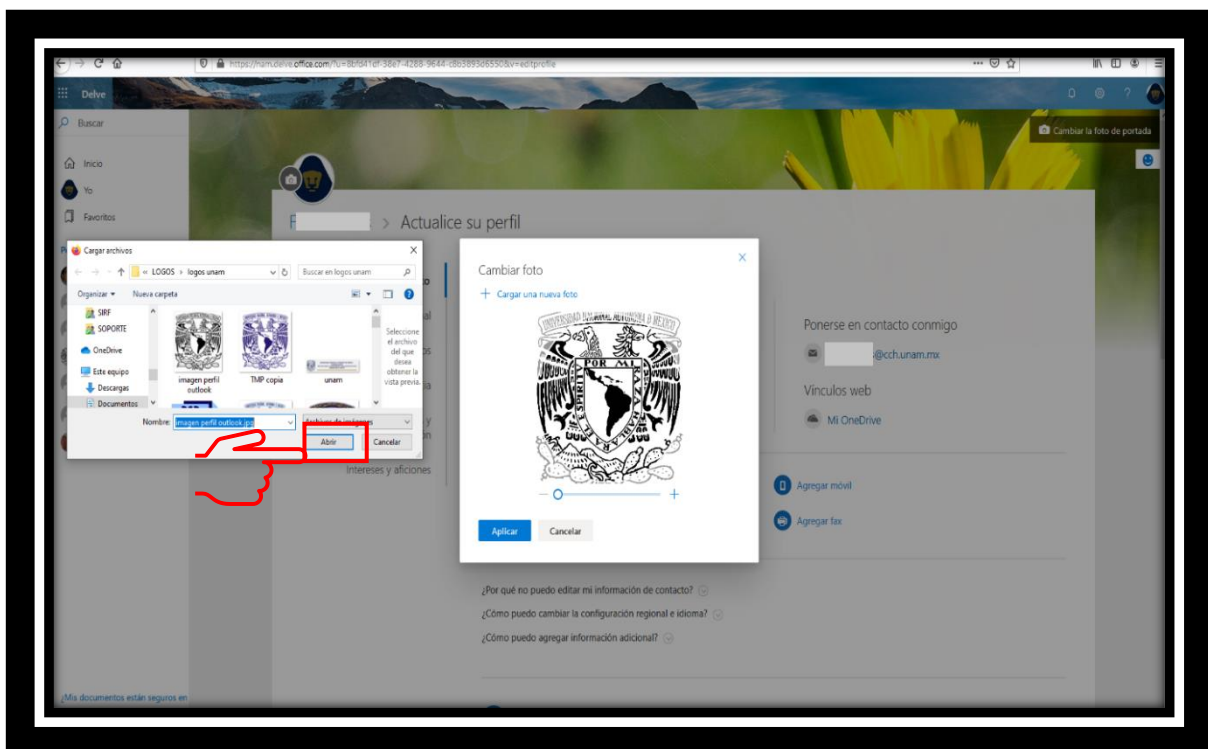 https://nam.delve.office.com/?u=8bfd41df-38e7-4288-9644-c8b3893d6550&v=editprofile
Delve
Buscar
Cambiar la foto de portada
Inicio
Yo
Favoritos
> Actualice su perfil
Cargar archivos
« LOGOS > logos unam
Buscar en logos unam
Organizar
Nueva carpeta
SIRF
SOPORTE
OneDrive
Este equipo
Descargas
Documentos
imagen perfil outlook
TMP copia
unam
Seleccione
el archivo
del que
desea
obtener la
vista previa.
Nombre: imagen perfil outlook.jpg
Archivos de imágenes
Abrir
Cancelar
Intereses y aficiones
Cambiar foto
+ Cargar una nueva foto
POR MI RAZA HABLARA EL ESPIRITU
Aplicar
Cancelar
Ponerse en contacto conmigo
@cch.unam.mx
Vínculos web
Mi OneDrive
Agregar móvil
Agregar fax
¿Por qué no puedo editar mi información de contacto?
¿Cómo puedo cambiar la configuración regional e idioma?
¿Cómo puedo agregar información adicional?
¿Mis documentos están seguros en